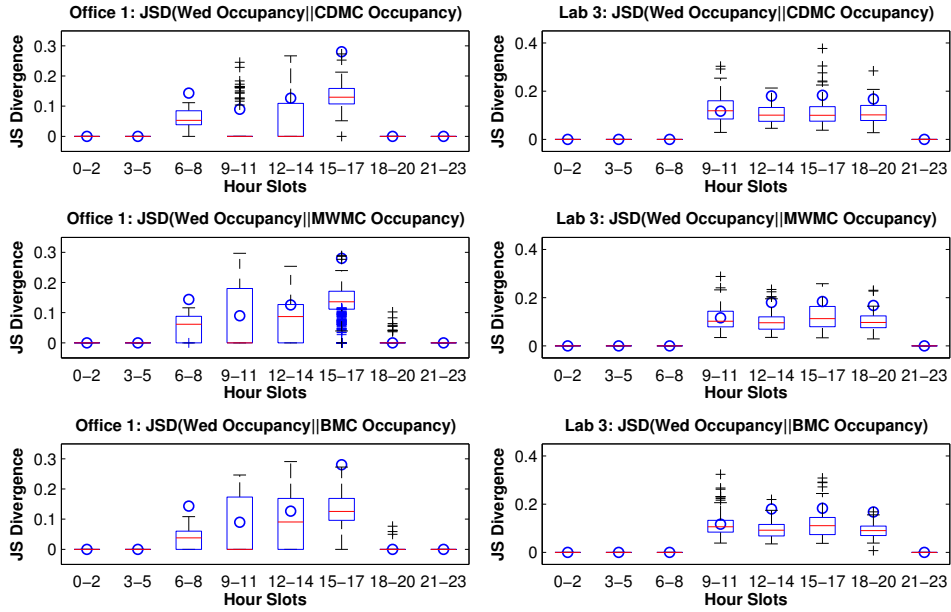 Office 1: JSD(Wed Occupancy||CDMC Occupancy)
JS Divergence
0.3
0.2
0.1
0
0−2 3−5 6−8 9−11 12−14 15−17 18−20 21−23
Hour Slots
Lab 3: JSD(Wed Occupancy||CDMC Occupancy)
JS Divergence
0.4
0.2
0
0−2 3−5 6−8 9−11 12−14 15−17 18−20 21−23
Hour Slots
Office 1: JSD(Wed Occupancy||MWMC Occupancy)
JS Divergence
0.3
0.2
0.1
0
0−2 3−5 6−8 9−11 12−14 15−17 18−20 21−23
Hour Slots
Lab 3: JSD(Wed Occupancy||MWMC Occupancy)
JS Divergence
0.4
0.2
0
0−2 3−5 6−8 9−11 12−14 15−17 18−20 21−23
Hour Slots
Office 1: JSD(Wed Occupancy||BMC Occupancy)
JS Divergence
0.3
0.2
0.1
0
0−2 3−5 6−8 9−11 12−14 15−17 18−20 21−23
Hour Slots
Lab 3: JSD(Wed Occupancy||BMC Occupancy)
JS Divergence
0.4
0.2
0
0−2 3−5 6−8 9−11 12−14 15−17 18−20 21−23
Hour Slots